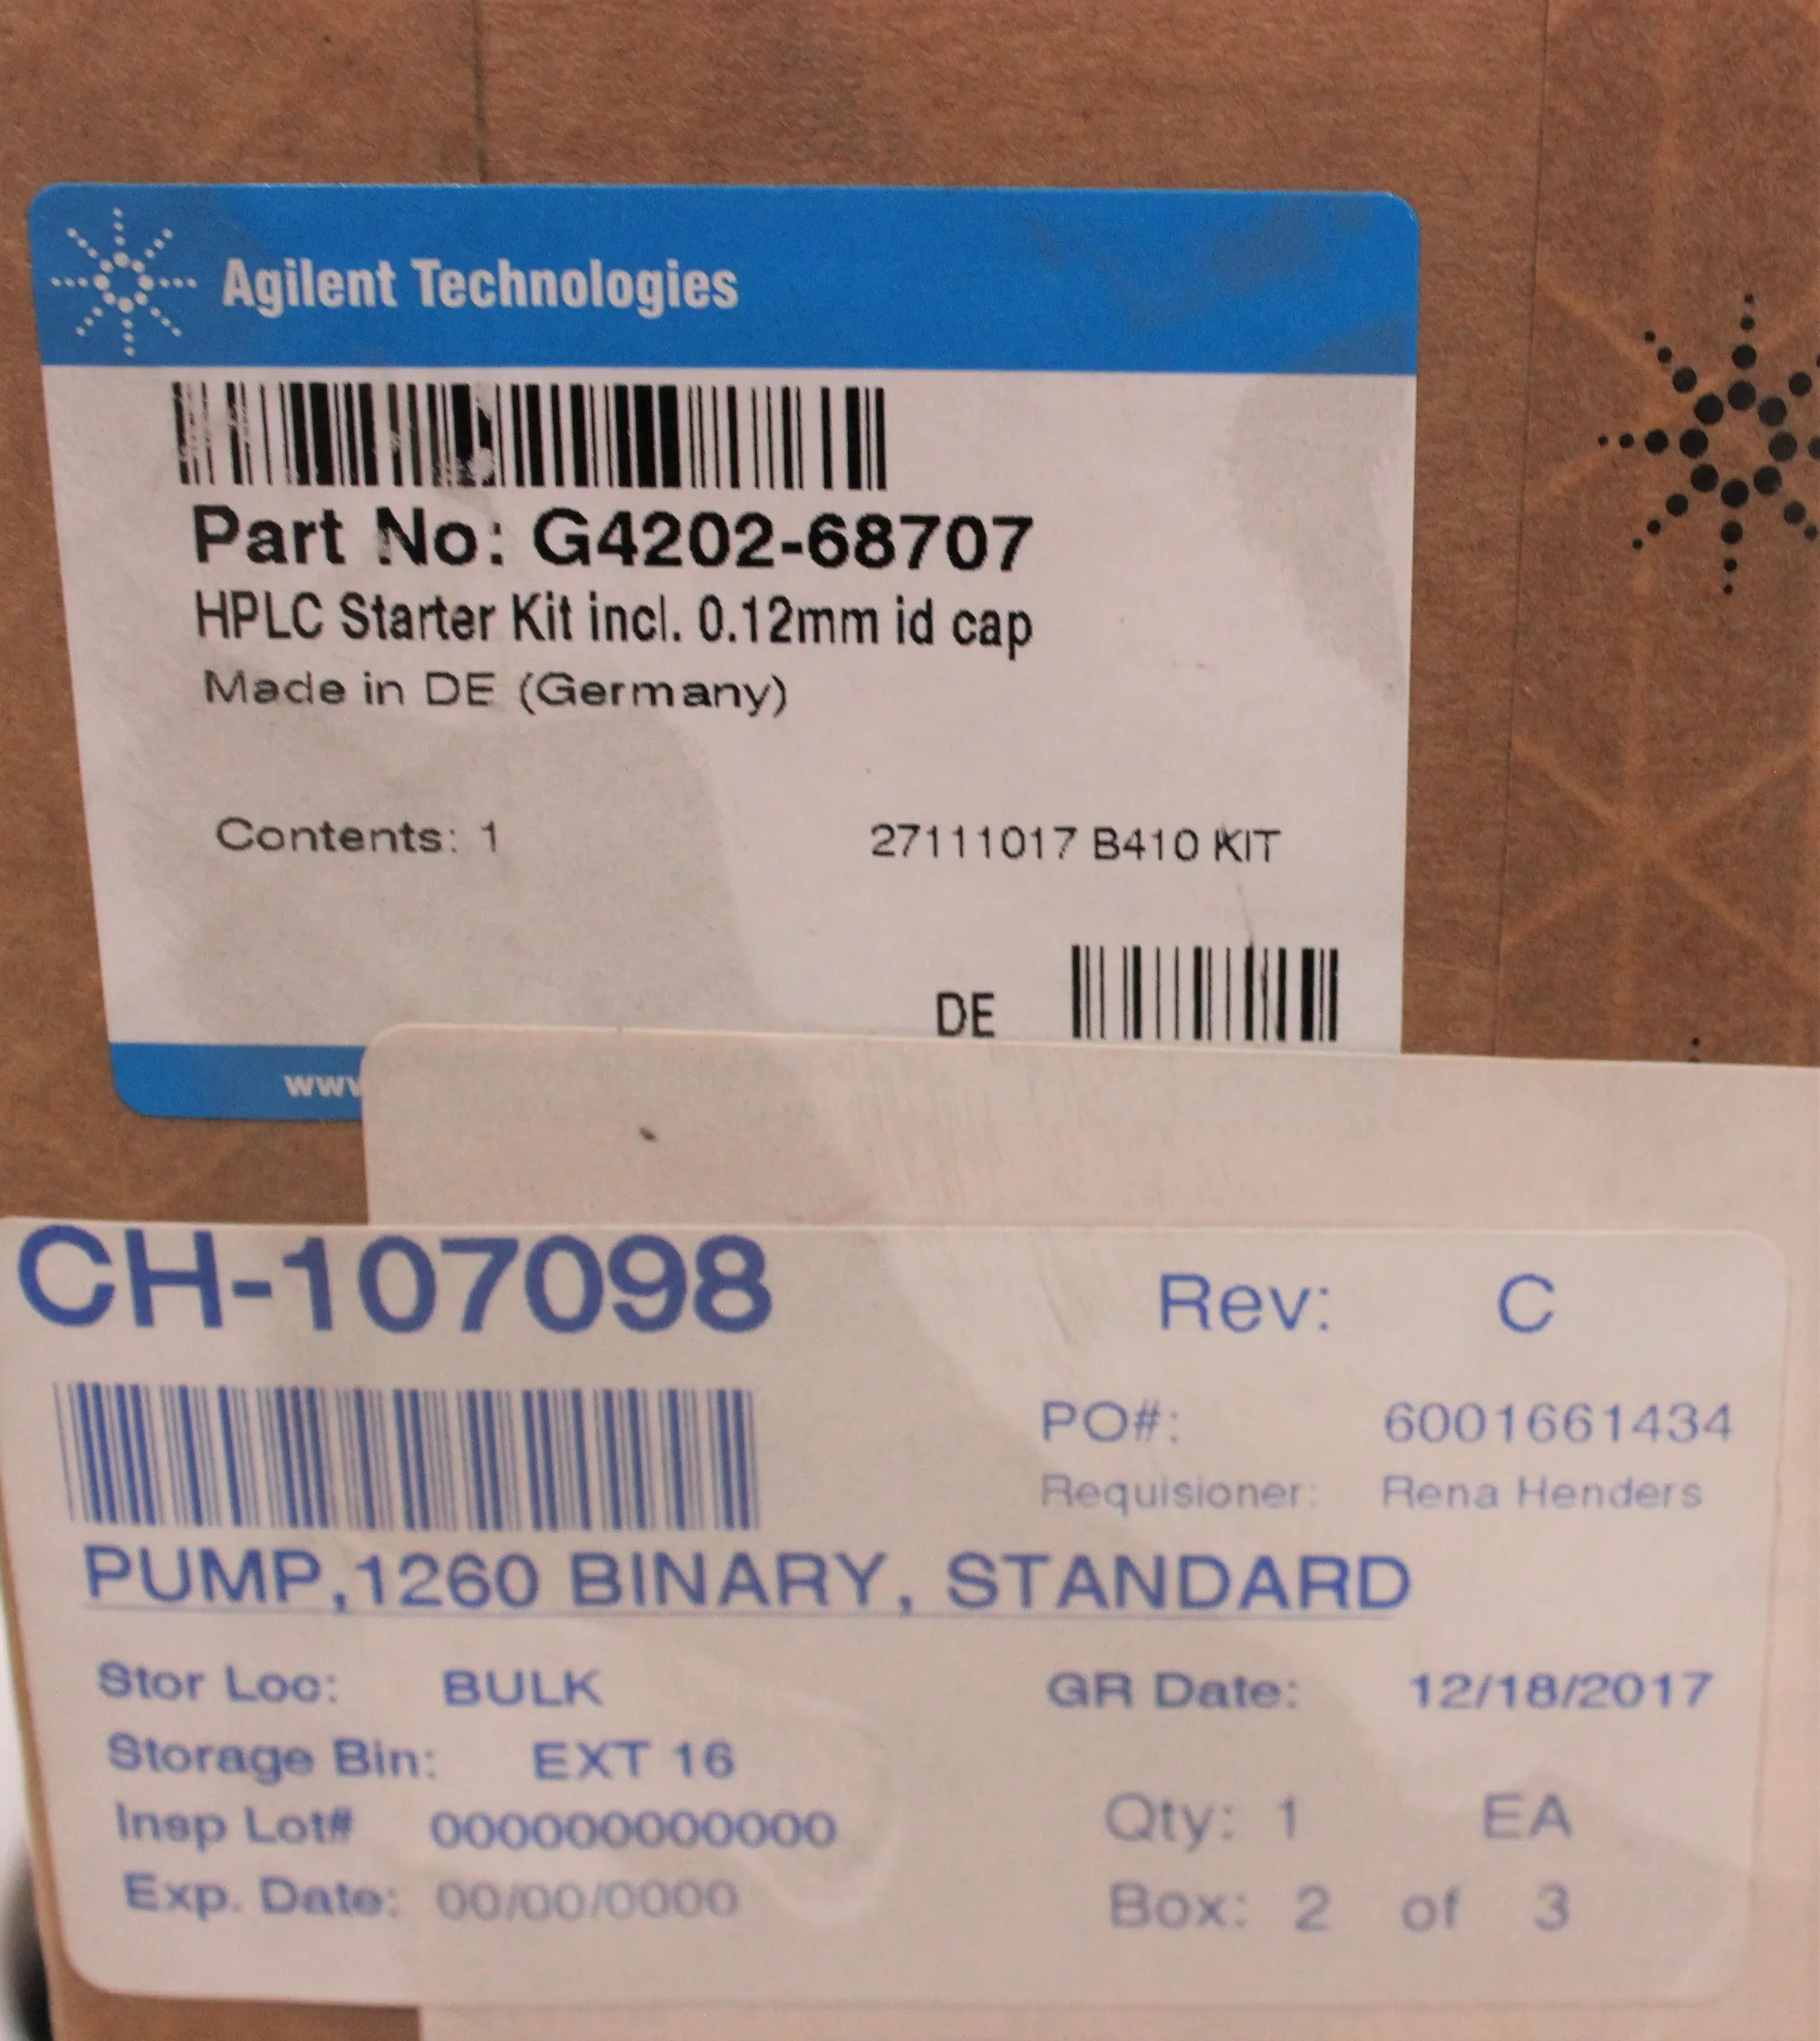 Agilent Technologies
Part No: G4202-68707
HPLC Starter Kit incl. 0.12mm id cap
Made in DE (Germany)
Contents: 1 27111017 B410 KIT
DE
www
CH-107098 Rev: C
PO#: 6001661434
Requisioner: Rena Henders
PUMP,1260 BINARY, STANDARD
Stor Loc: BULK GR Date: 12/18/2017
Storage Bin: EXT 16
Insp Lot# 000000000000 Qty: 1 EA
Exp. Date: 00/00/0000 Box: 2 of 3